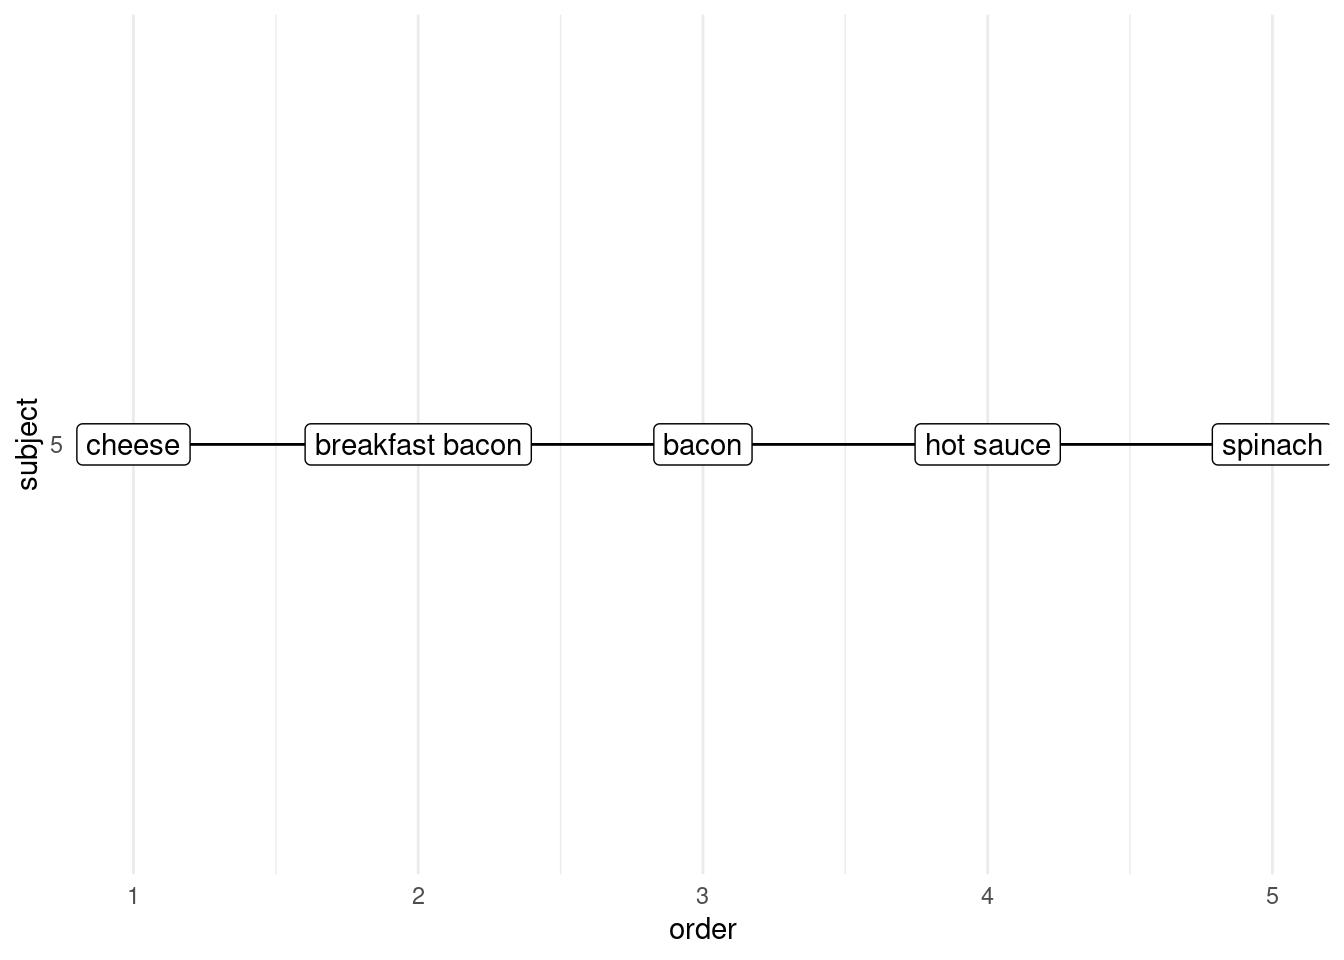 subject
5
cheese
breakfast bacon
bacon
hot sauce
spinach
1 2 3 4 5
order